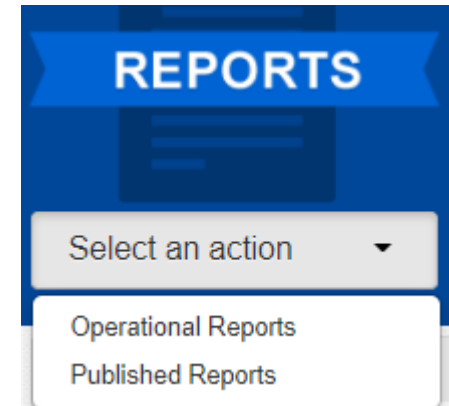 REPORTS
Select an action
Operational Reports
Published Reports